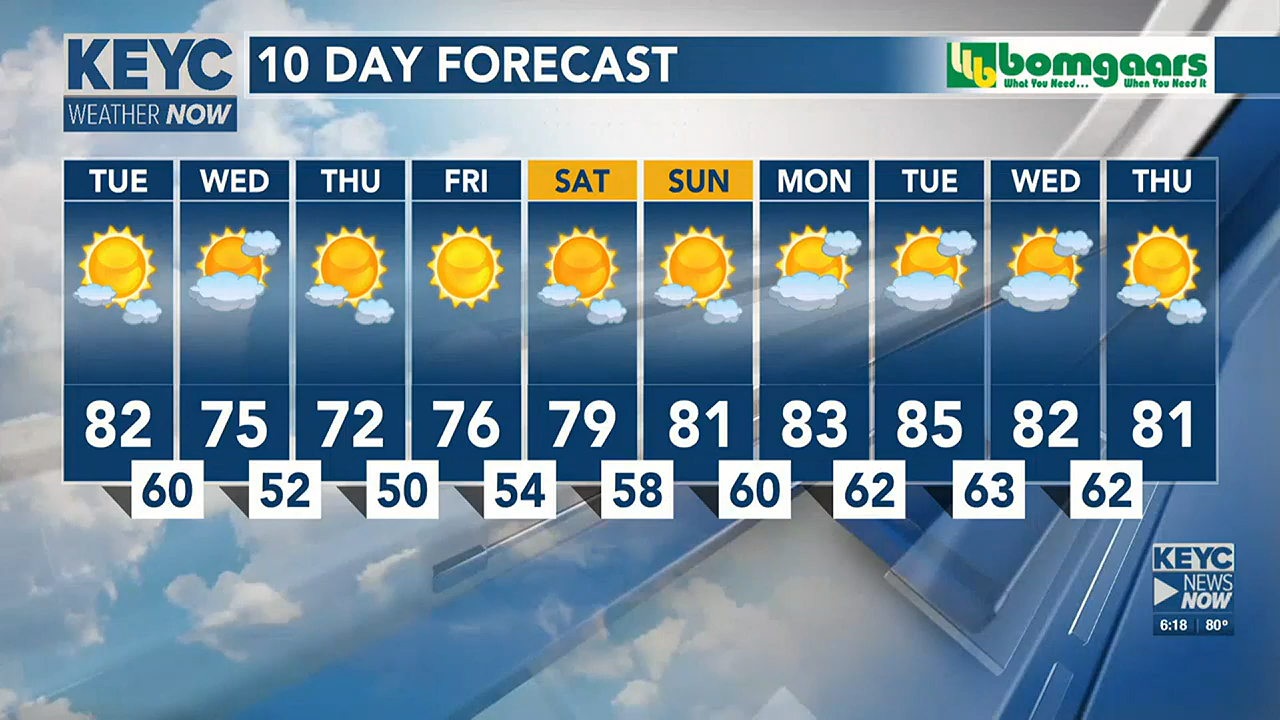 KEYC
WEATHER NOW
10 DAY FORECAST
bomgaars
What You Need... When You Need It
TUE WED THU FRI SAT SUN MON TUE WED THU
82 75 72 76 79 81 83 85 82 81
60 52 50 54 58 60 62 63 62
KEYC
NEWS
NOW
6:18 80°